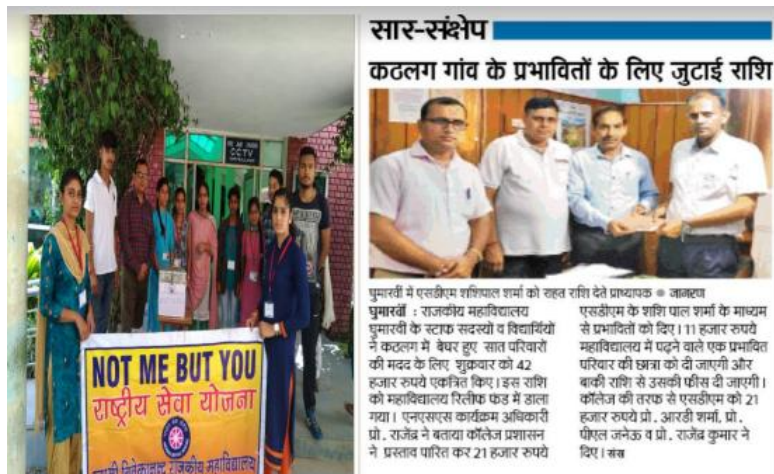 CCTV
NOT ME BUT YOU
राष्ट्रीय सेवा योजना
स्वामी विवेकानन्द राजकीय महाविद्यालय
सार-संक्षेप
कठलग गांव के प्रभावितों के लिए जुटाई राशि
घुमारवीं में एसडीएम शशिपाल शर्मा को राहत राशि देते प्राध्यापक ● जागरण
घुमारवीं : राजकीय महाविद्यालय
घुमारवी के स्टाफ सदस्यों व विद्यार्थियों
ने कठलग में बेघर हुए सात परिवारों
की मदद के लिए शुक्रवार को 42
हजार रुपये एकत्रित किए। इस राशि
को महाविद्यालय रिलीफ फंड में डाला
गया। एनएसएस कार्यक्रम अधिकारी
प्रो. राजेंद्र ने बताया कॉलेज प्रशासन
ने प्रस्ताव पारित कर 21 हजार रुपये
एसडीएम के शशि पाल शर्मा के माध्यम
से प्रभावितों को दिए। 11 हजार रुपये
महाविद्यालय में पढ़ने वाले एक प्रभावित
परिवार की छात्रा को दी जाएगी और
बाकी राशि से उसकी फीस दी जाएगी।
कॉलेज की तरफ से एसडीएम को 21
हजार रुपये प्रो. आरडी शर्मा, प्रो.
पीएल जनेऊ व प्रो. राजेंद्र कुमार ने
दिए। संस